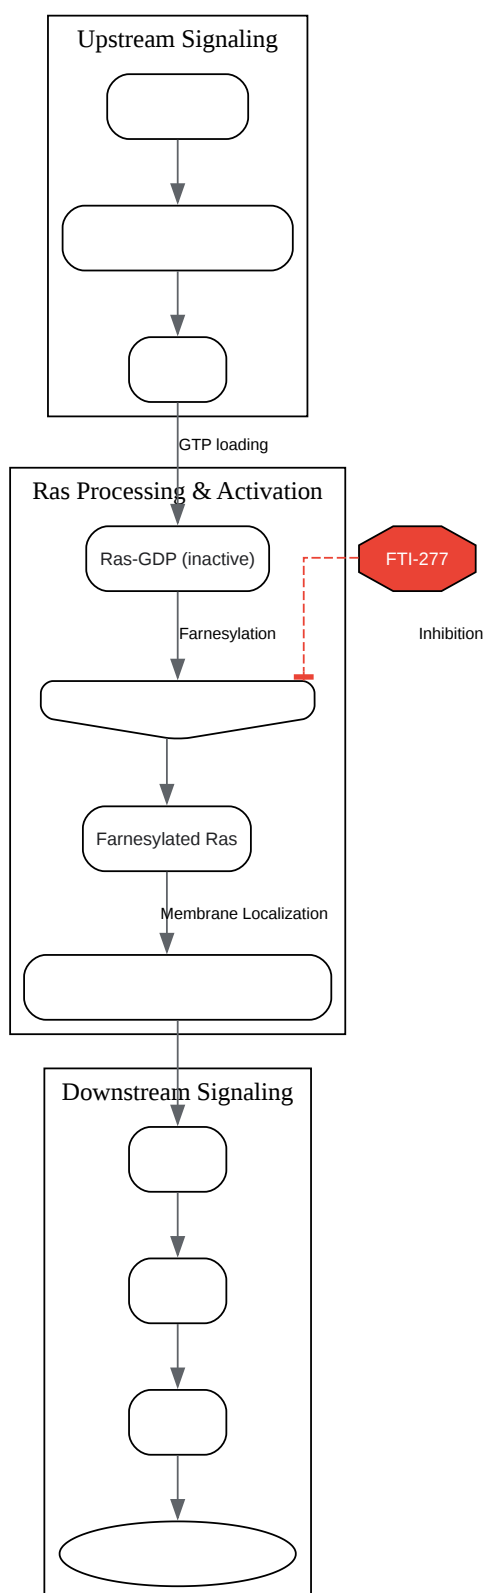 Upstream Signaling
GTP loading
Ras Processing & Activation
Ras-GDP (inactive)
FTI-277
Farnesylation
Inhibition
Farnesylated Ras
Membrane Localization
Downstream Signaling